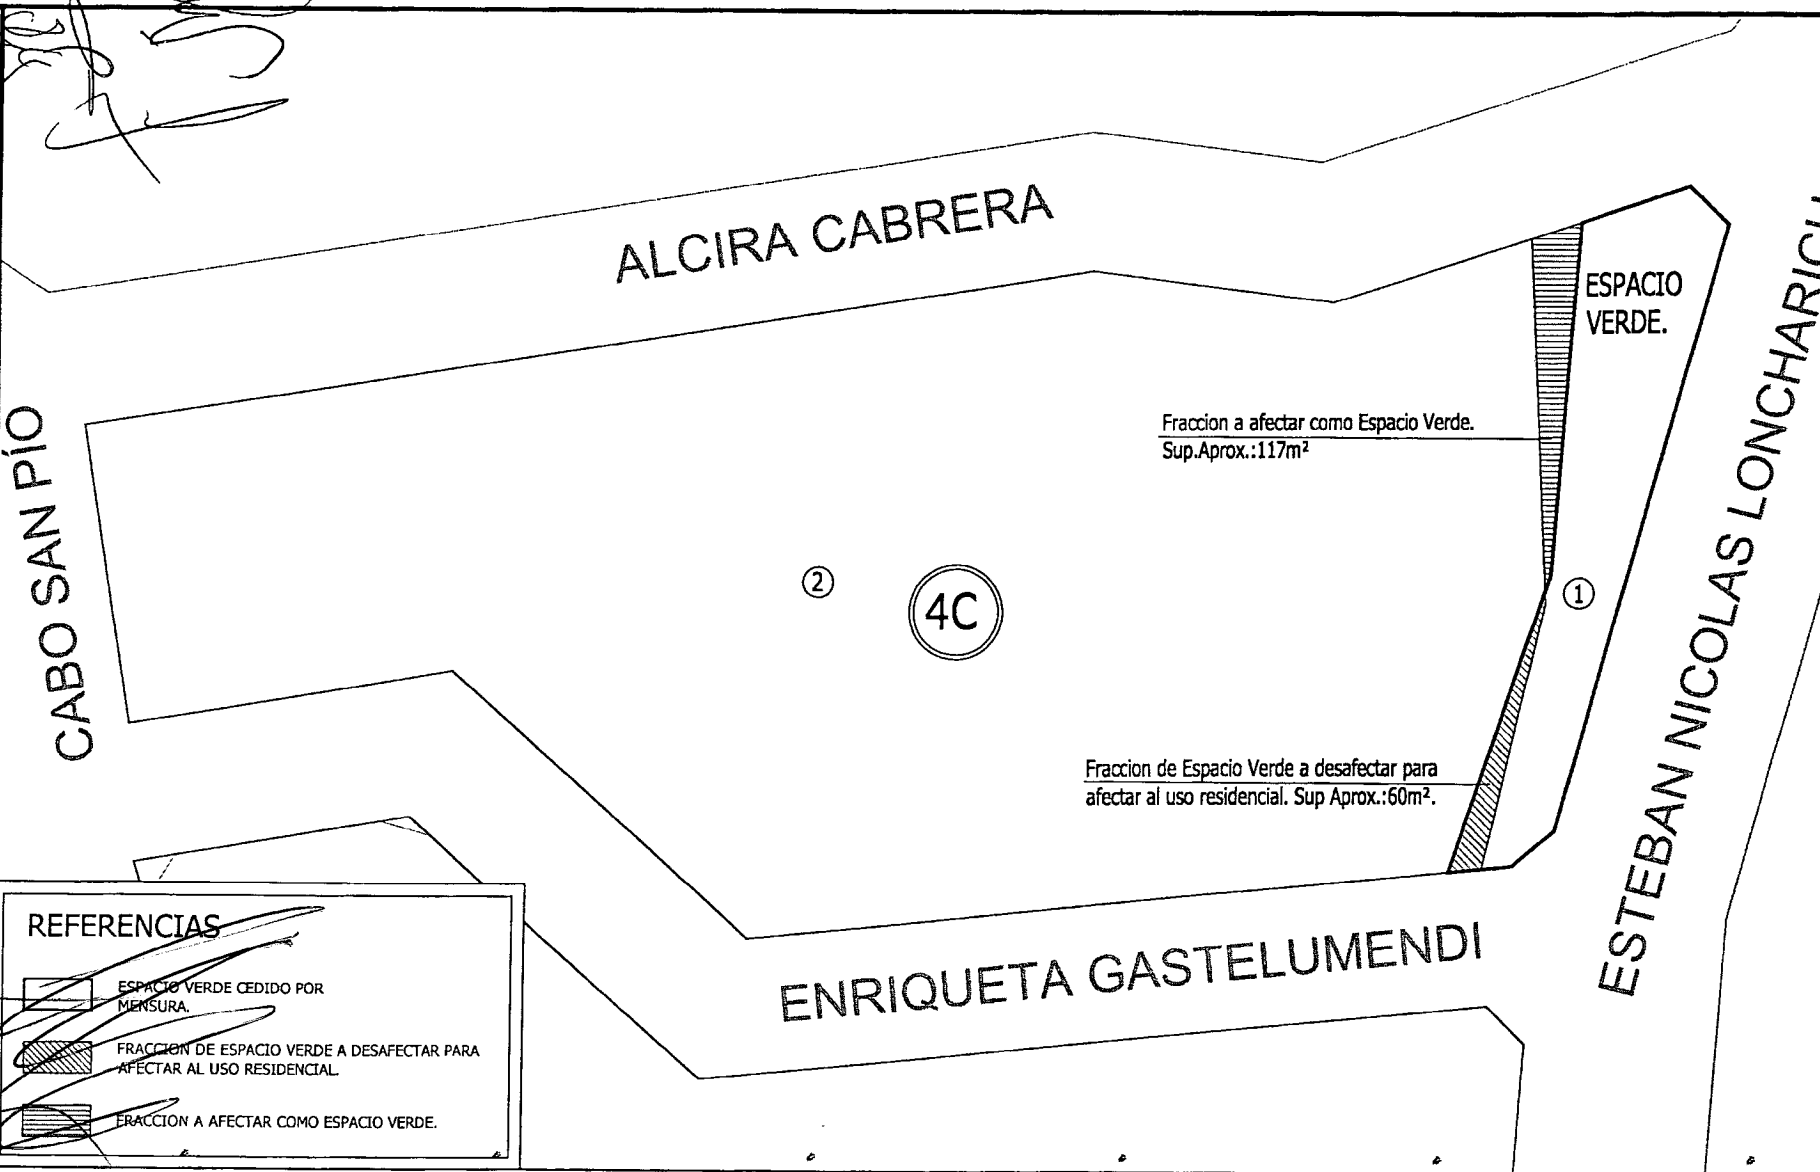 ALCIRA CABRERA
ESPACIO
VERDE.
Fraccion a afectar como Espacio Verde.
Sup.Aprox.:117m²
CABO SAN PÍO
2
4C
1
ESTEBAN NICOLAS
Fraccion de Espacio Verde a desafectar para
afectar al uso residencial. Sup Aprox.:60m².
ENRIQUETA GASTELUMENDI
REFERENCIAS
ESPACIO VERDE CEDIDO POR
MENSURA.
FRACCION DE ESPACIO VERDE A DESAFECTAR PARA
AFECTAR AL USO RESIDENCIAL.
FRACCION A AFECTAR COMO ESPACIO VERDE.